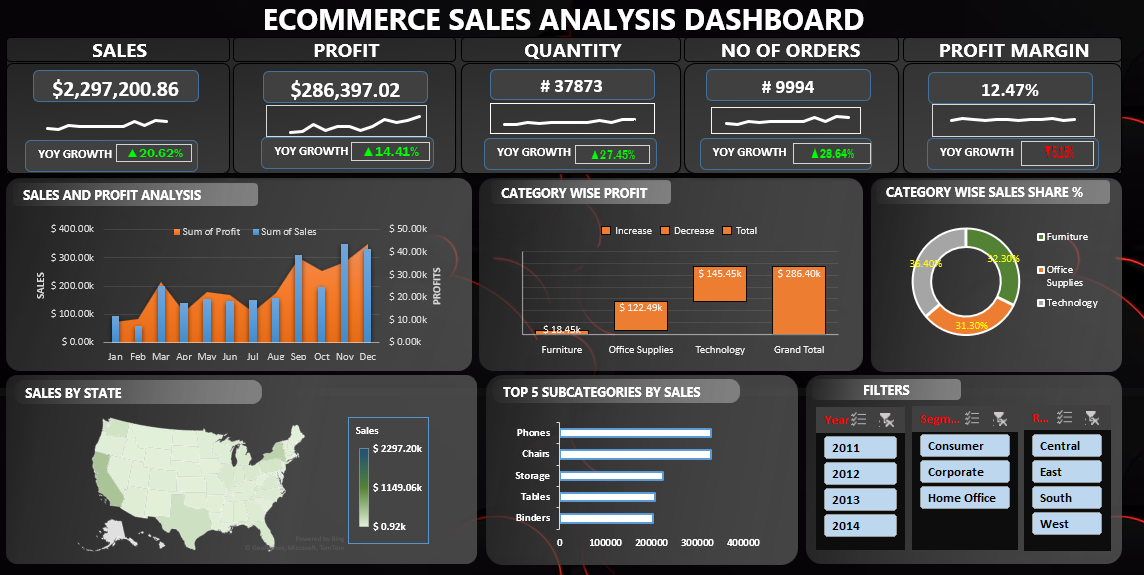 ECOMMERCE SALES ANALYSIS DASHBOARD
SALES
PROFIT
QUANTITY
NO OF ORDERS
PROFIT MARGIN
$2,297,200.86
$286,397.02
# 37873
# 9994
12.47%
YOY GROWTH ▲20.62%
YOY GROWTH ▲14.41%
YOY GROWTH ▲27.45%
YOY GROWTH ▲28.64%
YOY GROWTH
SALES AND PROFIT ANALYSIS
Sum of Profit
Sum of Sales
$ 400.00k
$ 300.00k
$ 200.00k
$ 100.00k
$ 0.00k
SALES
$ 50.00k
$ 40.00k
$ 30.00k
$ 20.00k
$ 10.00k
$ 0.00k
PROFITS
Jan Feb Mar Apr May Jun Jul Aug Sep Oct Nov Dec
CATEGORY WISE PROFIT
Increase
Decrease
Total
$ 18.45k
$ 122.49k
$ 145.45k
$ 286.40k
Furniture
Office Supplies
Technology
Grand Total
CATEGORY WISE SALES SHARE %
36.40%
32.30%
31.30%
Furniture
Office
Supplies
Technology
SALES BY STATE
Sales
$ 2297.20k
$ 1149.06k
$ 0.92k
Powered by Bing
© GeoNames, Microsoft, TomTom
TOP 5 SUBCATEGORIES BY SALES
Phones
Chairs
Storage
Tables
Binders
0 100000 200000 300000 400000
FILTERS
Year
2011
2012
2013
2014
Segm...
Consumer
Corporate
Home Office
R...
Central
East
South
West